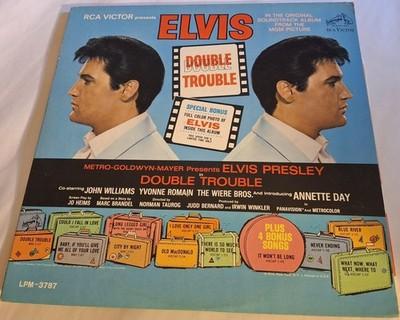 RCA VICTOR presents
ELVIS
IN THE ORIGINAL
SOUNDTRACK ALBUM
FROM THE
MGM PICTURE
RCA VICTOR
DOUBLE
DOUBLE
TROUBLE
SPECIAL BONUS
FULL COLOR PHOTO OF
ELVIS
INSIDE THIS ALBUM
METRO-GOLDWYN-MAYER Presents ELVIS PRESLEY
in
DOUBLE TROUBLE
Co-starring JOHN WILLIAMS YVONNE ROMAIN THE WIERE BROS. And Introducing ANNETTE DAY
Screen Play by JO HEIMS
Based on a Story by MARC BRANDEL
Directed by NORMAN TAUROG
Produced by JUDD BERNARD and IRWIN WINKLER
In PANAVISION® And METROCOLOR
DOUBLE TROUBLE
COULD I FALL IN LOVE
BABY, IF YOU'LL GIVE ME ALL OF YOUR LOVE
LONG LEGGED GIRL
CITY BY NIGHT
I LOVE ONLY ONE GIRL
OLD MACDONALD
THERE IS SO MUCH WORLD TO SEE
PLUS
4 BONUS
SONGS
IT WON'T BE LONG
NEVER ENDING
BLUE RIVER
WHAT NOW, WHAT NEXT, WHERE TO
LPM-3787